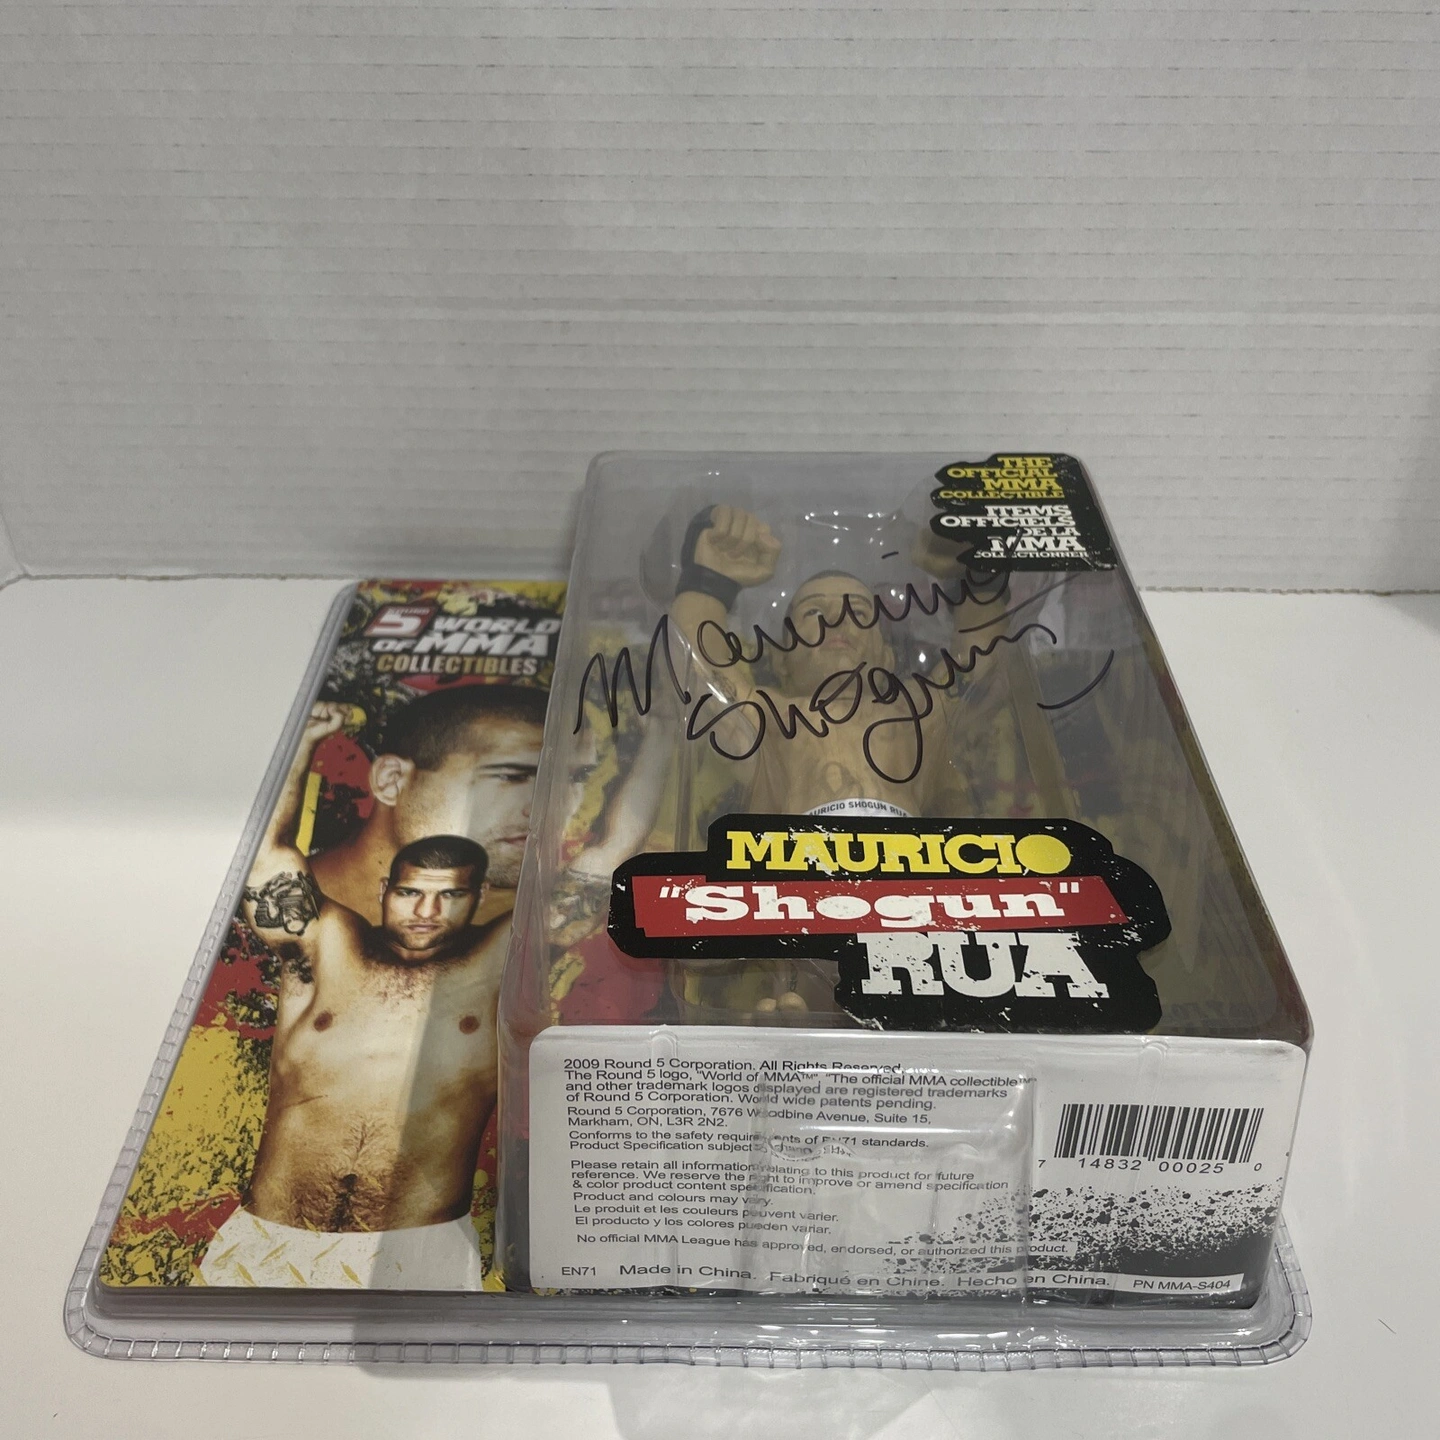 THE
OFFICIAL
MMA
COLLECTIBLE
ITEMS
OFFICIELS
DE LA
MMA
COLLECTIONNER
ROUND
5 WORLD
OF MMA
COLLECTIBLES
Mauricio
Shogun
MAURICIO SHOGUN RUA
MAURICIO
"Shogun"
RUA
2009 Round 5 Corporation. All Rights Reserved.
The Round 5 logo, "World of MMA™" "The official MMA collectible™"
and other trademark logos displayed are registered trademarks
of Round 5 Corporation. World wide patents pending.
Round 5 Corporation, 7676 Woodbine Avenue, Suite 15,
Markham, ON, L3R 2N2.
Conforms to the safety requirements of EN71 standards.
Product Specification subject
Please retain all information relating to this product for future
reference. We reserve the right to improve or amend specification
& color product content specification.
Product and colours may vary.
Le produit et les couleurs peuvent varier.
El producto y los colores pueden variar.
No official MMA League has approved, endorsed, or authorized this product.
EN71 Made in China. Fabriqué en Chine. Hecho en China. PN MMA-S404
7 14832 00025 0